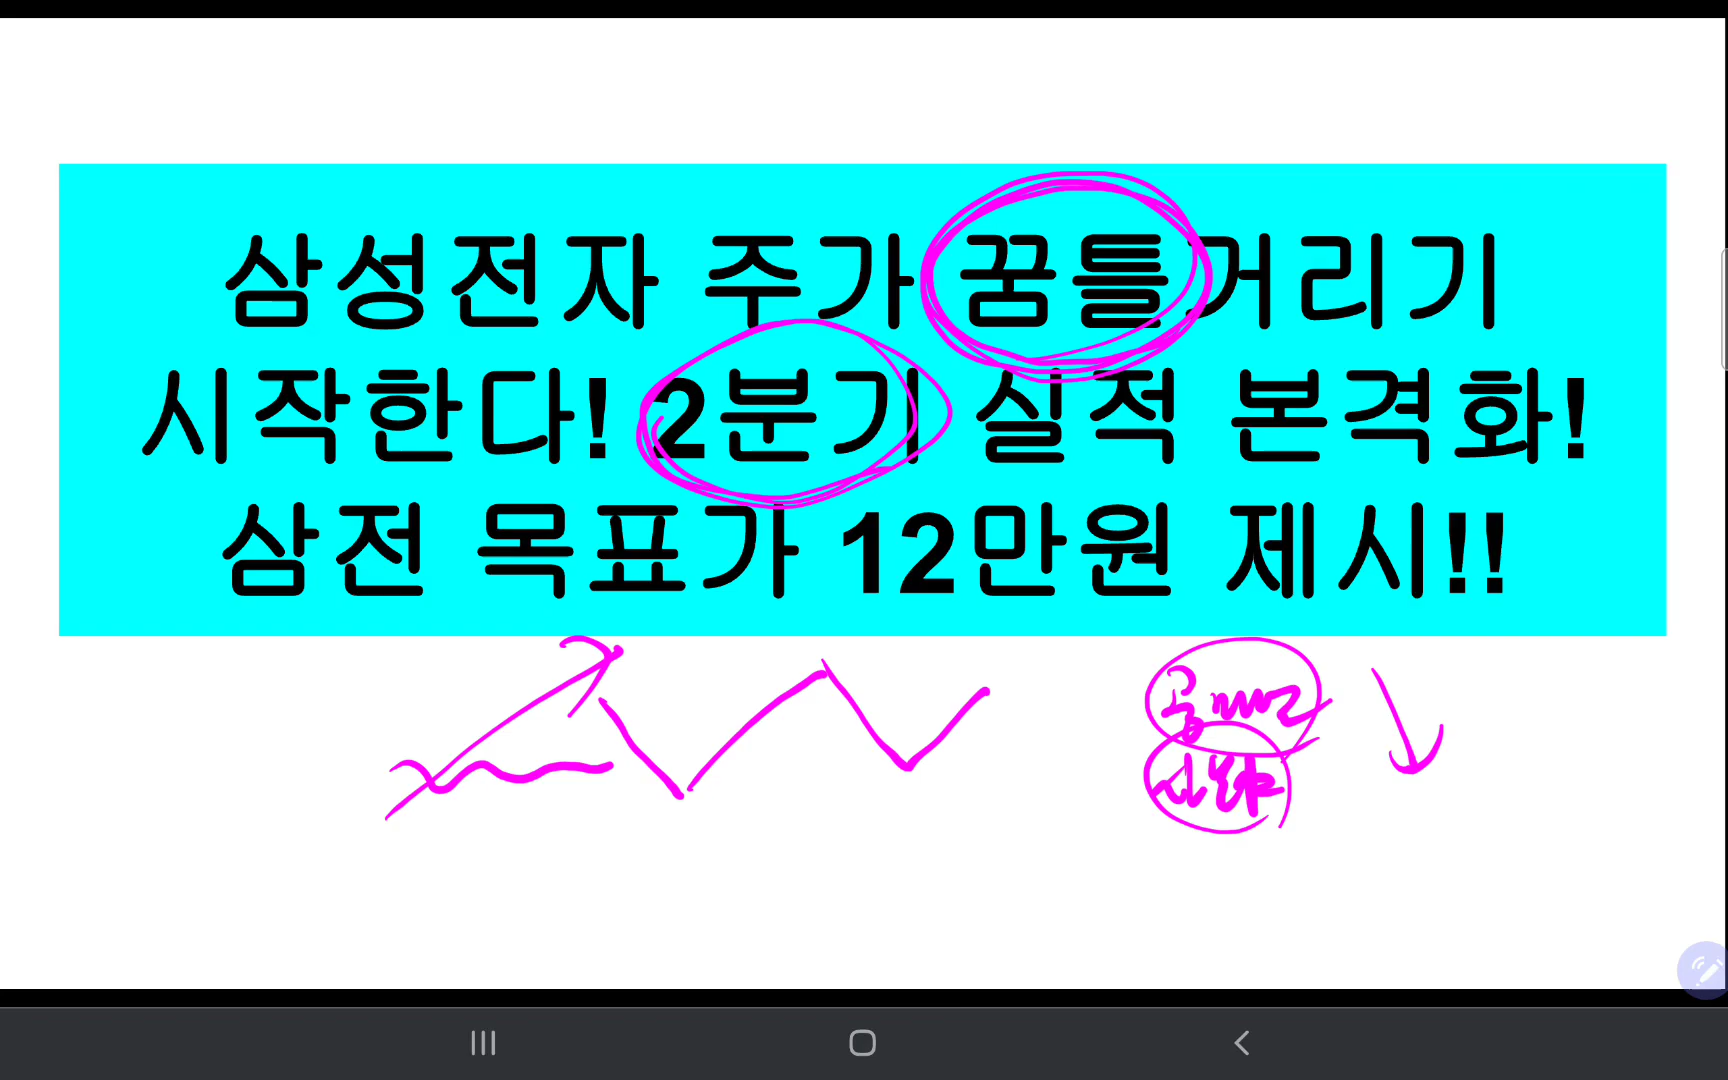 삼성전자 주가 꿈틀거리기
시작한다! 2분기 실적 본격화!
삼전 목표가 12만원 제시!!